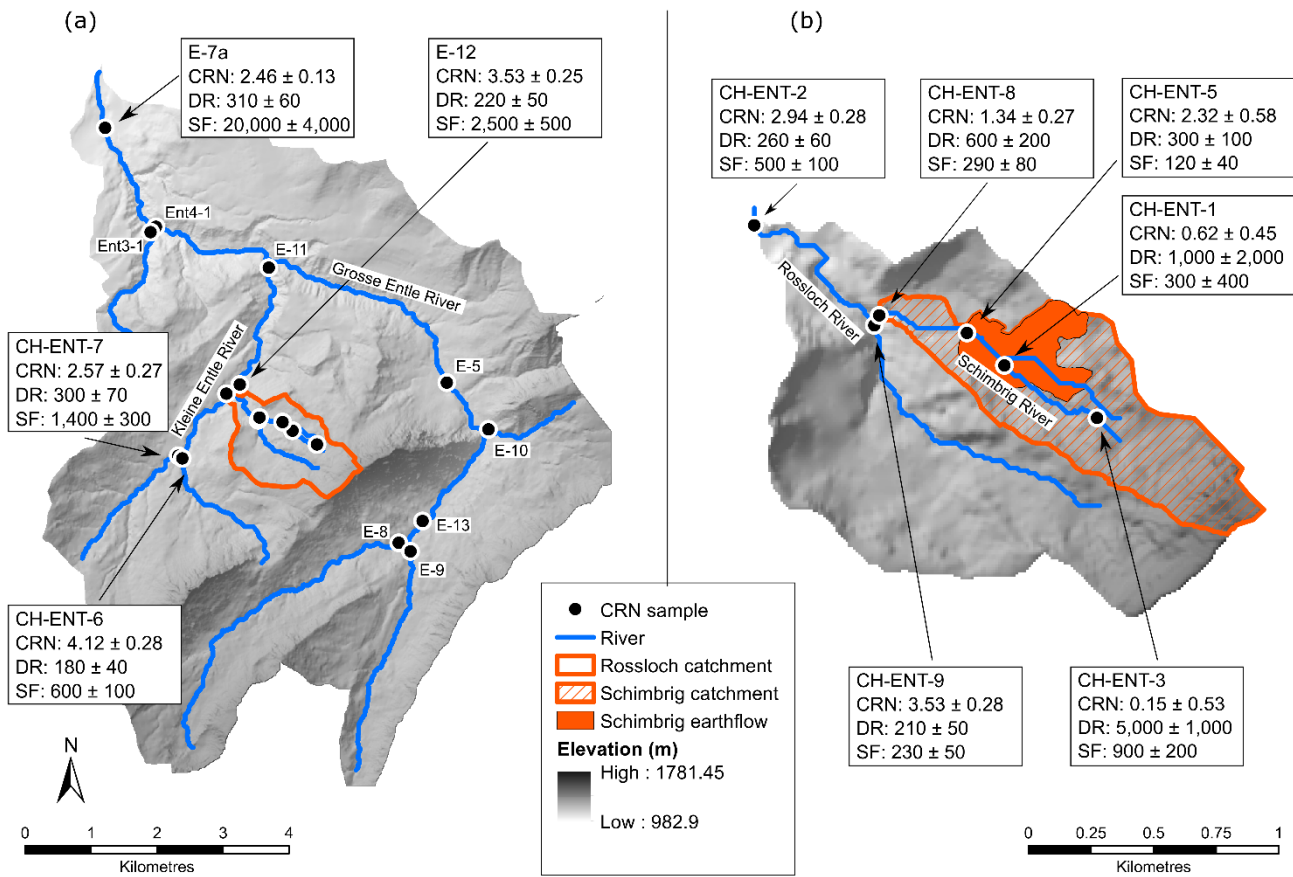 (a)
E-7a
CRN: 2.46 ± 0.13
DR: 310 ± 60
SF: 20,000 ± 4,000
E-12
CRN: 3.53 ± 0.25
DR: 220 ± 50
SF: 2,500 ± 500
Ent4-1
Ent3-1
E-11
Grosse Entle River
Kleine Entle River
CH-ENT-7
CRN: 2.57 ± 0.27
DR: 300 ± 70
SF: 1,400 ± 300
E-5
E-10
E-13
E-8
E-9
CH-ENT-6
CRN: 4.12 ± 0.28
DR: 180 ± 40
SF: 600 ± 100
N
0 1 2 3 4
Kilometres
(b)
CH-ENT-2
CRN: 2.94 ± 0.28
DR: 260 ± 60
SF: 500 ± 100
CH-ENT-8
CRN: 1.34 ± 0.27
DR: 600 ± 200
SF: 290 ± 80
CH-ENT-5
CRN: 2.32 ± 0.58
DR: 300 ± 100
SF: 120 ± 40
CH-ENT-1
CRN: 0.62 ± 0.45
DR: 1,000 ± 2,000
SF: 300 ± 400
Rossloch River
Schimbrig River
CH-ENT-9
CRN: 3.53 ± 0.28
DR: 210 ± 50
SF: 230 ± 50
CH-ENT-3
CRN: 0.15 ± 0.53
DR: 5,000 ± 1,000
SF: 900 ± 200
CRN sample
River
Rossloch catchment
Schimbrig catchment
Schimbrig earthflow
Elevation (m)
High : 1781.45
Low : 982.9
0 0.25 0.5 0.75 1
Kilometres